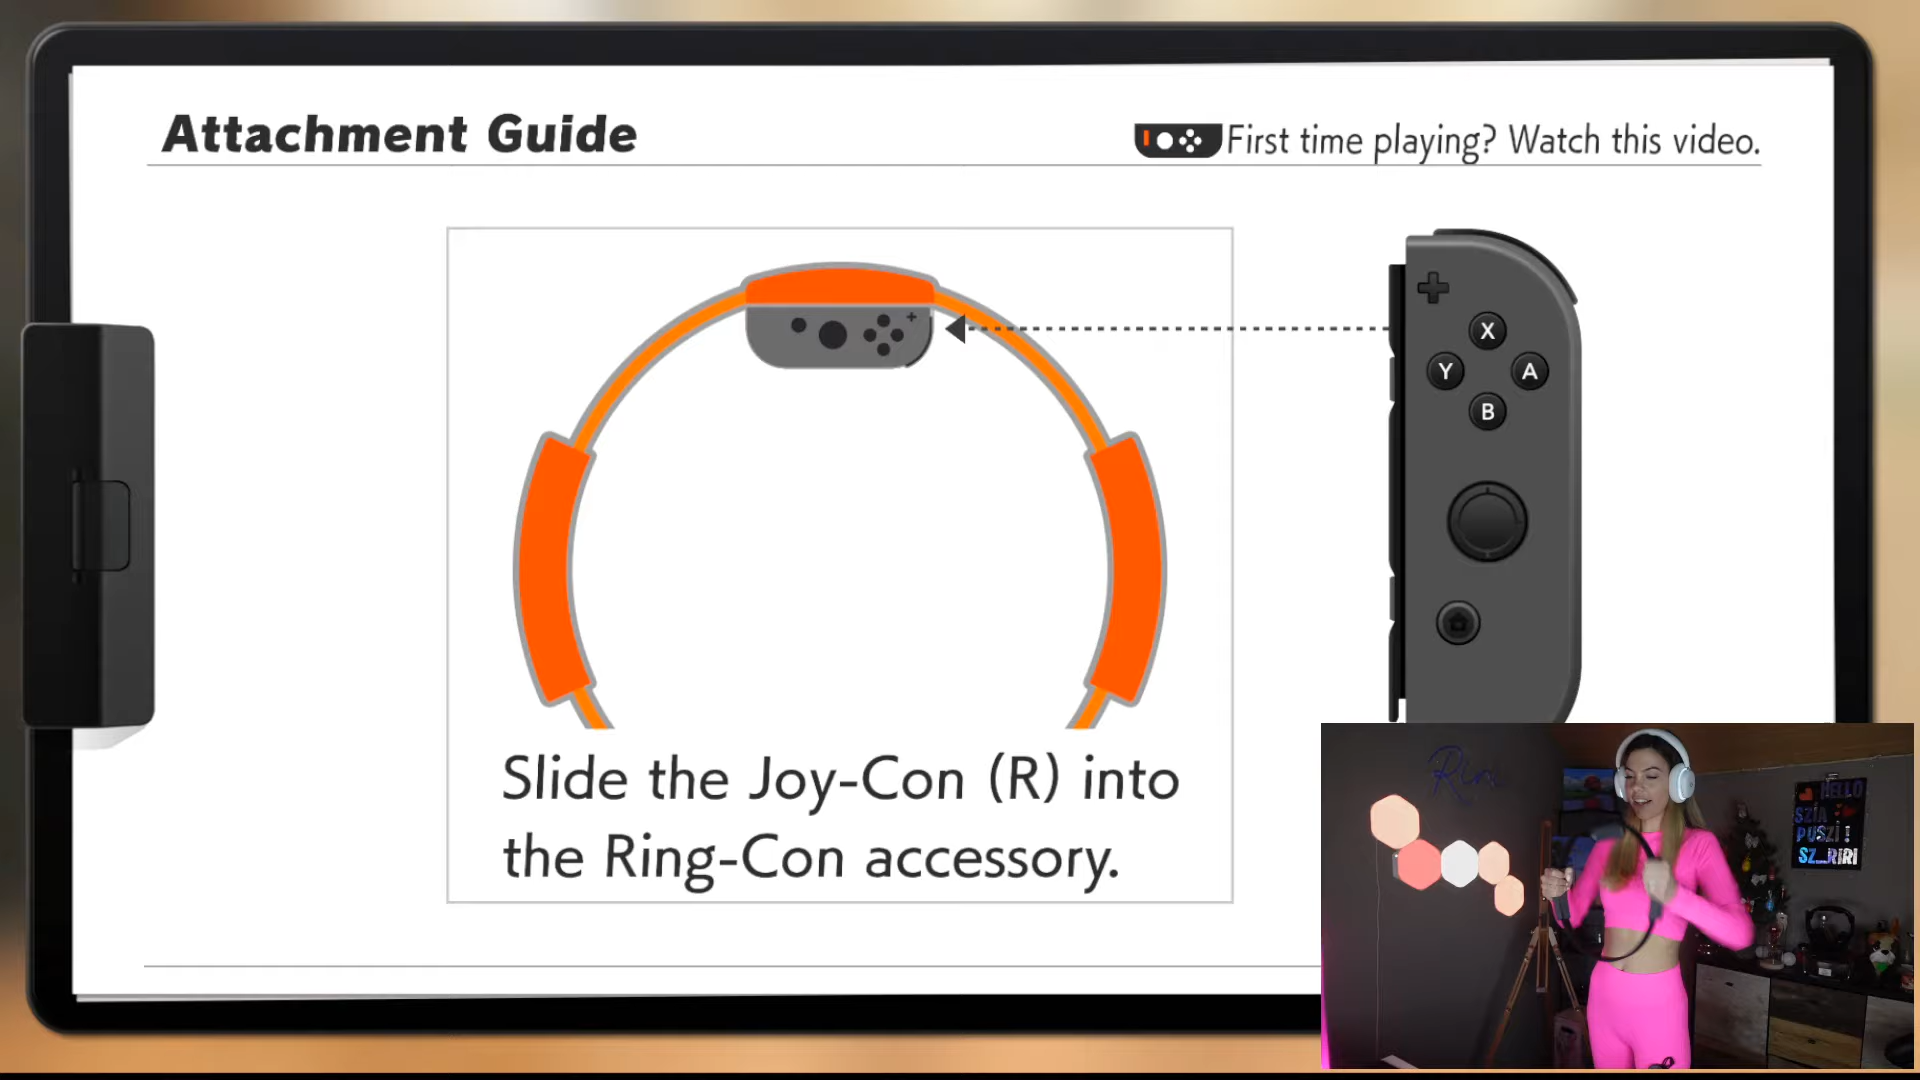 Attachment Guide
First time playing? Watch this video.
X
Y
A
B
Slide the Joy-Con (R) into
the Ring-Con accessory.
Riri
HELLO
SZIA
PUSZI!
SZ_RIRI